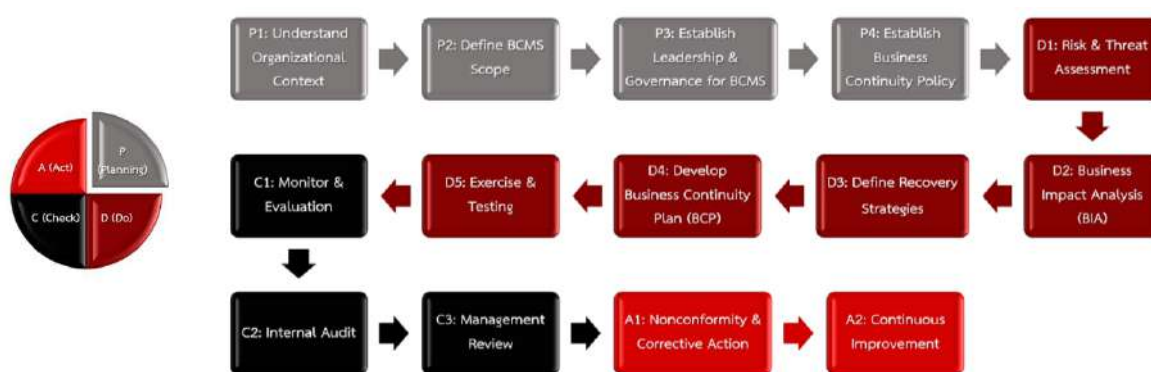 P1: Understand
Organizational
Context
P2: Define BCMS
Scope
P3: Establish
Leadership &
Governance for BCMS
P4: Establish
Business
Continuity Policy
D1: Risk & Threat
Assessment
A (Act)
P
(Planning)
C (Check)
D (Do)
C1: Monitor &
Evaluation
D5: Exercise &
Testing
D4: Develop
Business Continuity
Plan (BCP)
D3: Define Recovery
Strategies
D2: Business
Impact Analysis
(BIA)
C2: Internal Audit
C3: Management
Review
A1: Nonconformity &
Corrective Action
A2: Continuous
Improvement